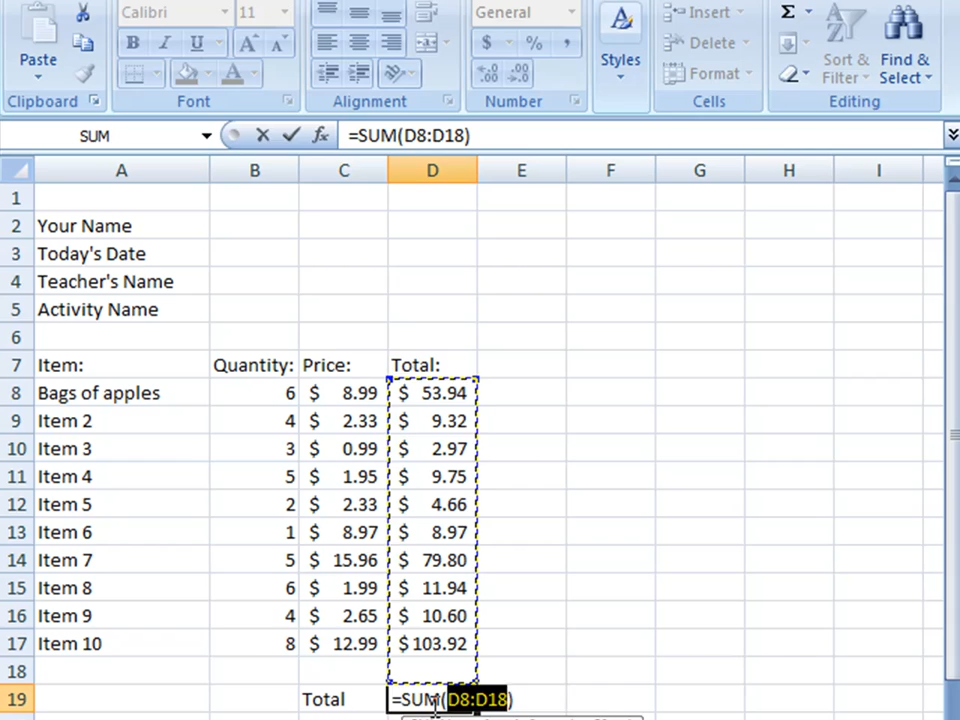 Calibri 11 General
Insert
Paste B I U A A $ % , Styles Delete Sort & Find &
A Format Filter Select
Clipboard Font Alignment Number Cells Editing
SUM fx =SUM(D8:D18)
A B C D E F G H I
1
2 Your Name
3 Today's Date
4 Teacher's Name
5 Activity Name
6
7 Item: Quantity: Price: Total:
8 Bags of apples 6 $ 8.99 $ 53.94
9 Item 2 4 $ 2.33 $ 9.32
10 Item 3 3 $ 0.99 $ 2.97
11 Item 4 5 $ 1.95 $ 9.75
12 Item 5 2 $ 2.33 $ 4.66
13 Item 6 1 $ 8.97 $ 8.97
14 Item 7 5 $ 15.96 $ 79.80
15 Item 8 6 $ 1.99 $ 11.94
16 Item 9 4 $ 2.65 $ 10.60
17 Item 10 8 $ 12.99 $ 103.92
18
19 Total =SUM(D8:D18)